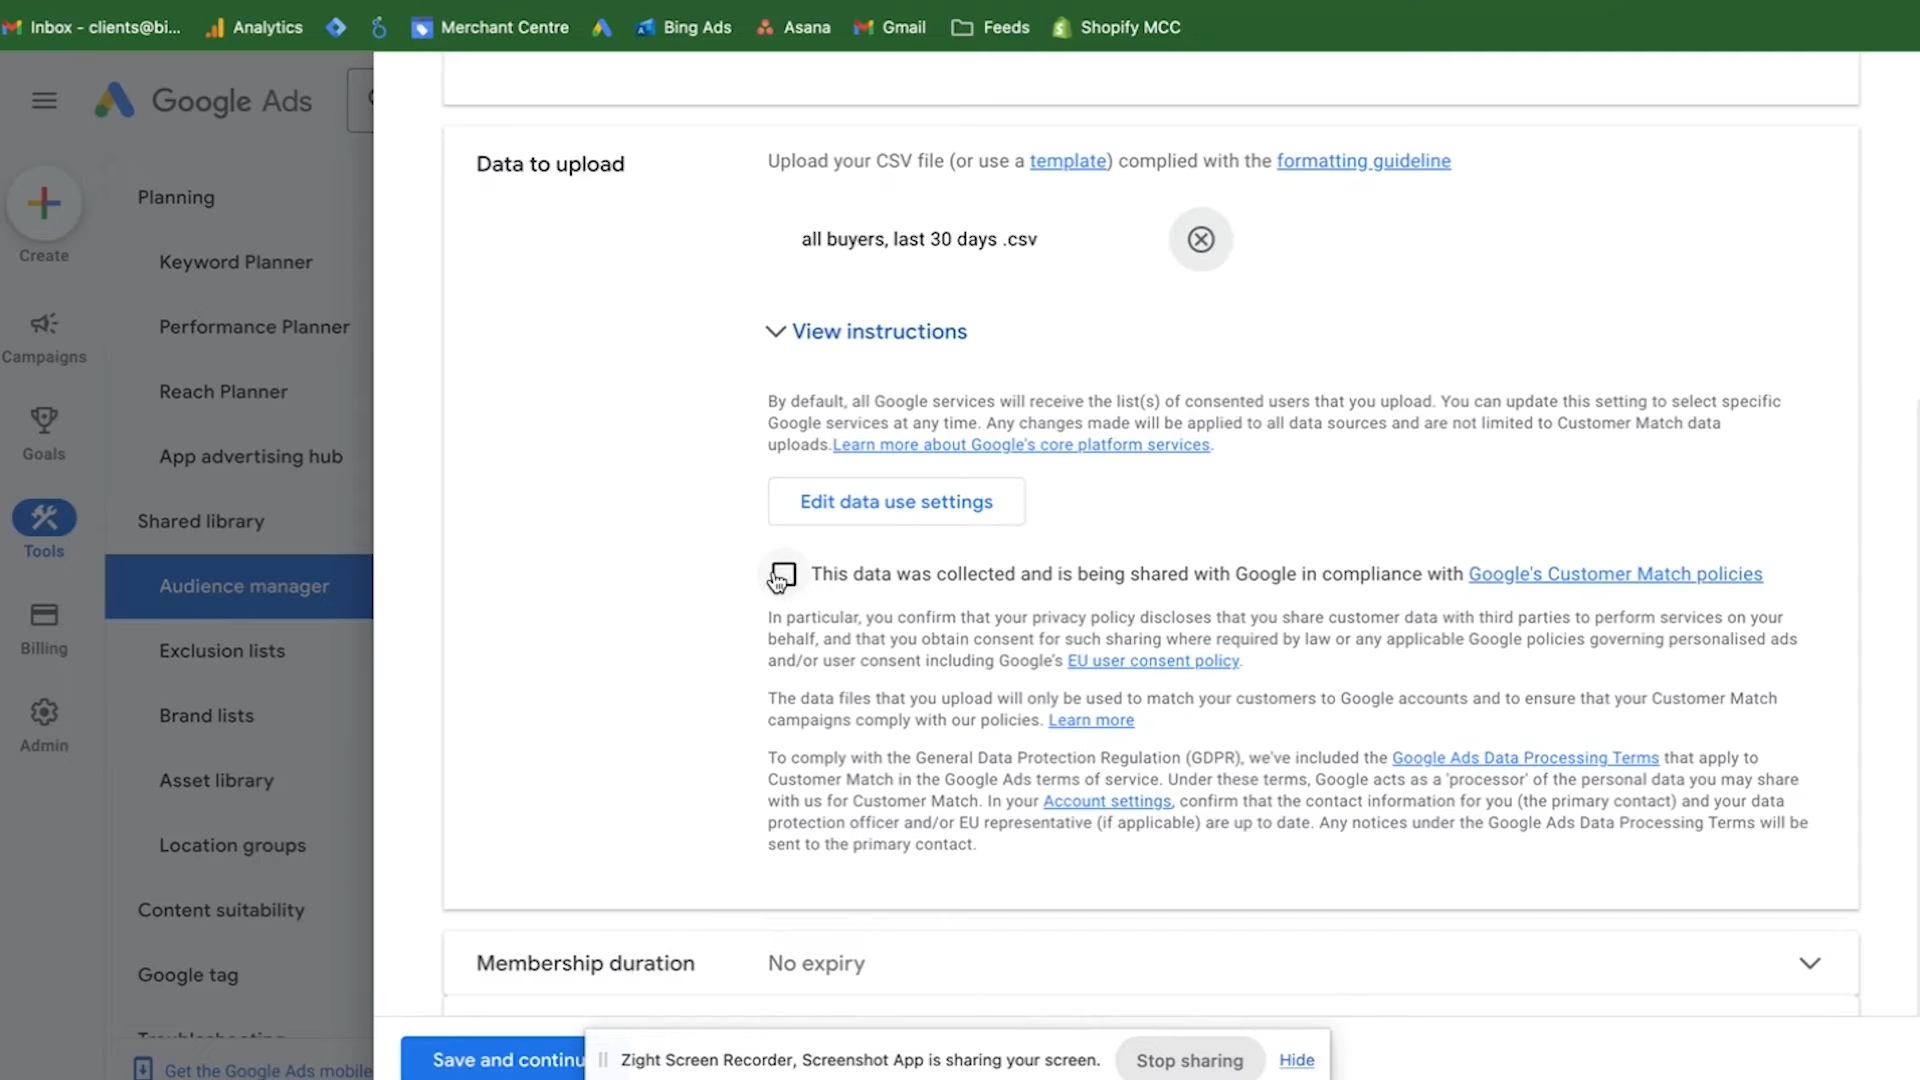 Inbox - clients@bi...
Analytics
Merchant Centre
Bing Ads
Asana
Gmail
Feeds
Shopify MCC
Google Ads
Create
Campaigns
Goals
Tools
Billing
Admin
Planning
Keyword Planner
Performance Planner
Reach Planner
App advertising hub
Shared library
Audience manager
Exclusion lists
Brand lists
Asset library
Location groups
Content suitability
Google tag
Troubleshooting
Get the Google Ads mobile
Data to upload
Upload your CSV file (or use a template) complied with the formatting guideline
all buyers, last 30 days .csv
View instructions
By default, all Google services will receive the list(s) of consented users that you upload. You can update this setting to select specific
Google services at any time. Any changes made will be applied to all data sources and are not limited to Customer Match data
uploads.Learn more about Google's core platform services.
Edit data use settings
This data was collected and is being shared with Google in compliance with Google's Customer Match policies
In particular, you confirm that your privacy policy discloses that you share customer data with third parties to perform services on your
behalf, and that you obtain consent for such sharing where required by law or any applicable Google policies governing personalised ads
and/or user consent including Google's EU user consent policy.
The data files that you upload will only be used to match your customers to Google accounts and to ensure that your Customer Match
campaigns comply with our policies. Learn more
To comply with the General Data Protection Regulation (GDPR), we've included the Google Ads Data Processing Terms that apply to
Customer Match in the Google Ads terms of service. Under these terms, Google acts as a 'processor' of the personal data you may share
with us for Customer Match. In your Account settings, confirm that the contact information for you (the primary contact) and your data
protection officer and/or EU representative (if applicable) are up to date. Any notices under the Google Ads Data Processing Terms will be
sent to the primary contact.
Membership duration
No expiry
Save and continu
Zight Screen Recorder, Screenshot App is sharing your screen.
Stop sharing
Hide